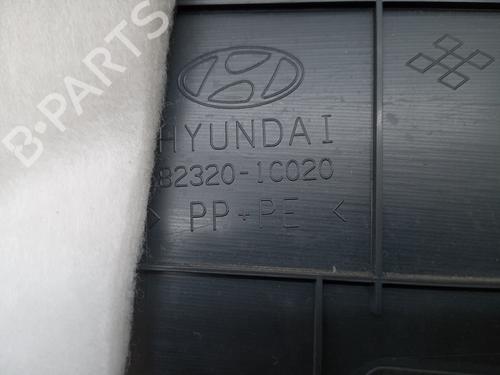 B-PARTS
HYUNDAI
82320-1C020
> PP+PE <